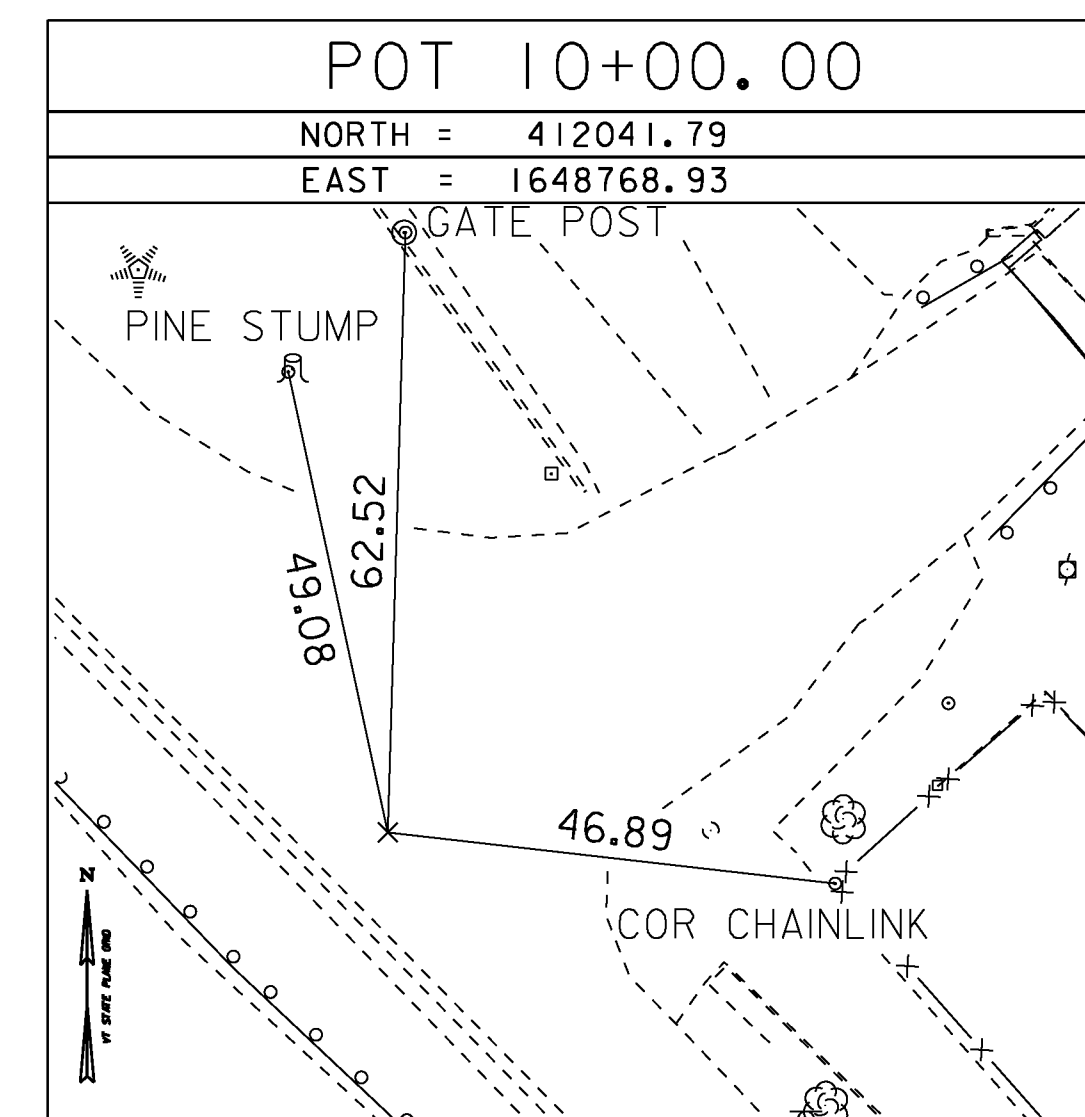 POT 10+00.00
NORTH = 412041.79
EAST = 1648768.93
GATE POST
PINE STUMP
62.52
49.08
46.89
N
COR CHAINLINK
VT STATE PLANE GRID